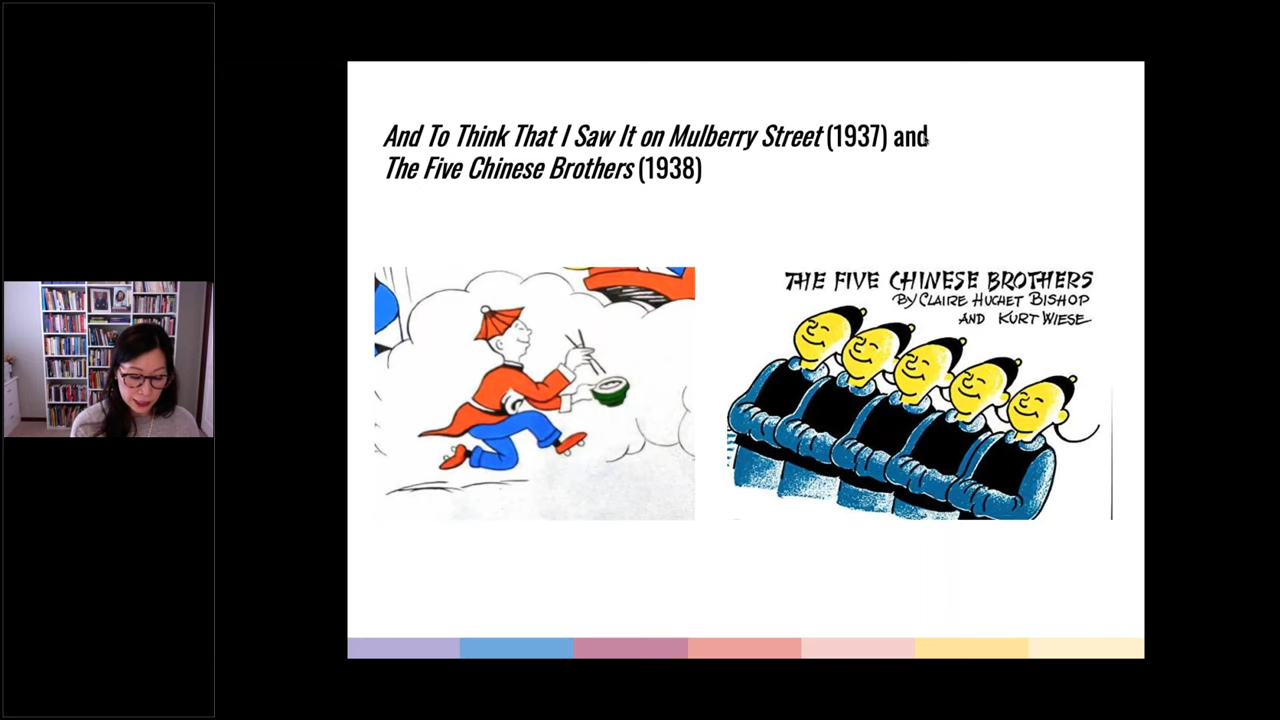 And To Think That I Saw It on Mulberry Street (1937) and
The Five Chinese Brothers (1938)
THE FIVE CHINESE BROTHERS
BY CLAIRE HUCHET BISHOP
AND KURT WIESE